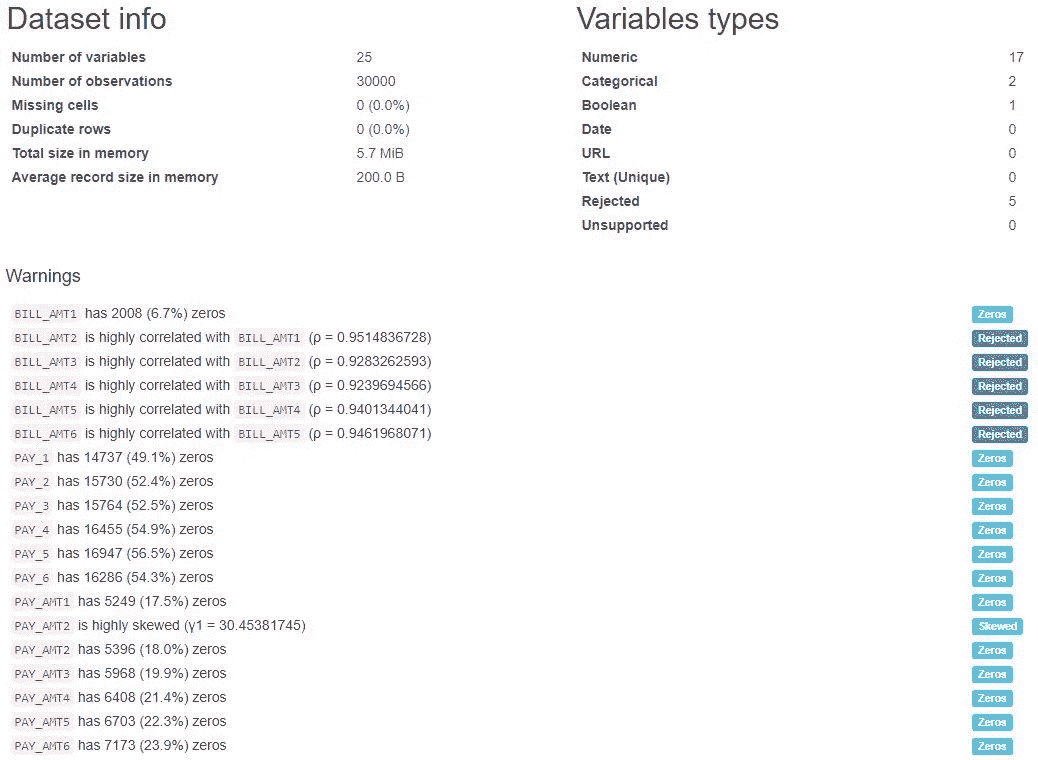 Dataset info
Number of variables 25
Number of observations 30000
Missing cells 0 (0.0%)
Duplicate rows 0 (0.0%)
Total size in memory 5.7 MiB
Average record size in memory 200.0 B
Variables types
Numeric 17
Categorical 2
Boolean 1
Date 0
URL 0
Text (Unique) 0
Rejected 5
Unsupported 0
Warnings
BILL_AMT1 has 2008 (6.7%) zeros Zeros
BILL_AMT2 is highly correlated with BILL_AMT1 (ρ = 0.9514836728) Rejected
BILL_AMT3 is highly correlated with BILL_AMT2 (ρ = 0.9283262593) Rejected
BILL_AMT4 is highly correlated with BILL_AMT3 (ρ = 0.9239694566) Rejected
BILL_AMT5 is highly correlated with BILL_AMT4 (ρ = 0.9401344041) Rejected
BILL_AMT6 is highly correlated with BILL_AMT5 (ρ = 0.9461968071) Rejected
PAY_1 has 14737 (49.1%) zeros Zeros
PAY_2 has 15730 (52.4%) zeros Zeros
PAY_3 has 15764 (52.5%) zeros Zeros
PAY_4 has 16455 (54.9%) zeros Zeros
PAY_5 has 16947 (56.5%) zeros Zeros
PAY_6 has 16286 (54.3%) zeros Zeros
PAY_AMT1 has 5249 (17.5%) zeros Zeros
PAY_AMT2 is highly skewed (γ1 = 30.45381745) Skewed
PAY_AMT2 has 5396 (18.0%) zeros Zeros
PAY_AMT3 has 5968 (19.9%) zeros Zeros
PAY_AMT4 has 6408 (21.4%) zeros Zeros
PAY_AMT5 has 6703 (22.3%) zeros Zeros
PAY_AMT6 has 7173 (23.9%) zeros Zeros